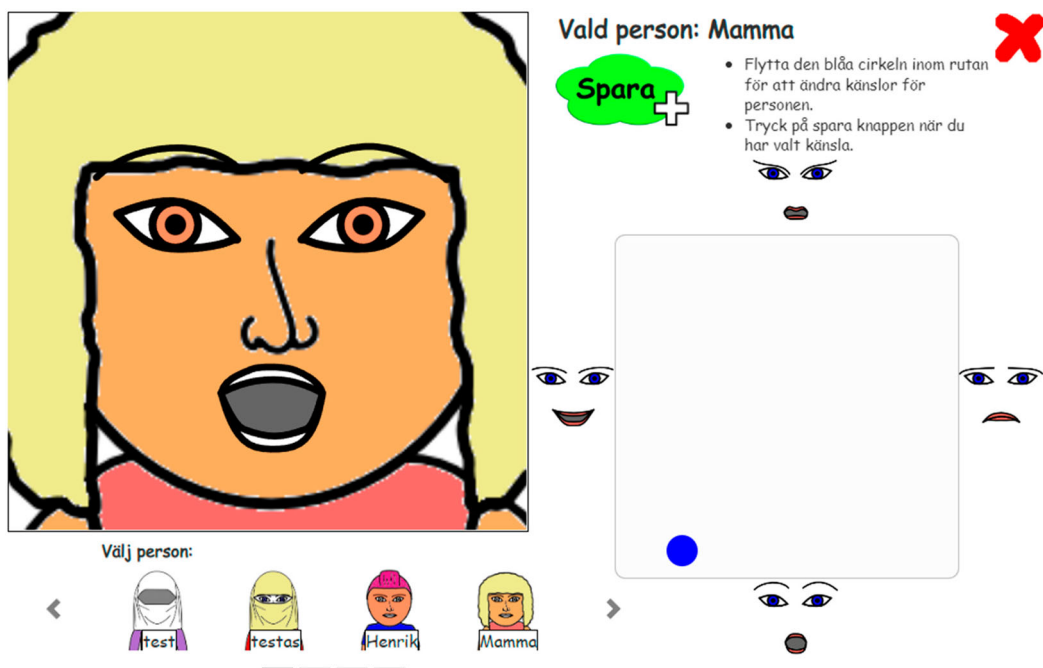 Vald person: Mamma
Spara
• Flytta den blåa cirkeln inom rutan
för att ändra känslor för
personen.
• Tryck på spara knappen när du
har valt känsla.
Välj person:
test
testas
Henrik
Mamma